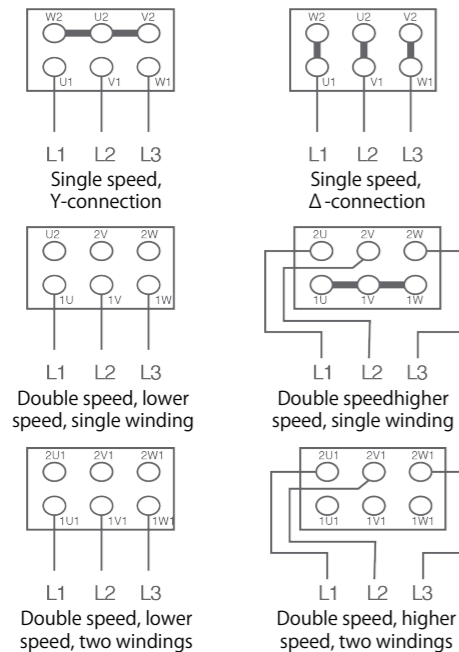 W2 U2 V2
U1 V1 W1
L1 L2 L3
Single speed,
Y-connection
W2 U2 V2
U1 V1 W1
L1 L2 L3
Single speed,
Δ-connection
U2 2V 2W
1U 1V 1W
L1 L2 L3
Double speed, lower
speed, single winding
2U 2V 2W
1U 1V 1W
L1 L2 L3
Double speedhigher
speed, single winding
2U1 2V1 2W1
1U1 1V1 1W1
L1 L2 L3
Double speed, lower
speed, two windings
2U1 2V1 2W1
1U1 1V1 1W1
L1 L2 L3
Double speed, higher
speed, two windings